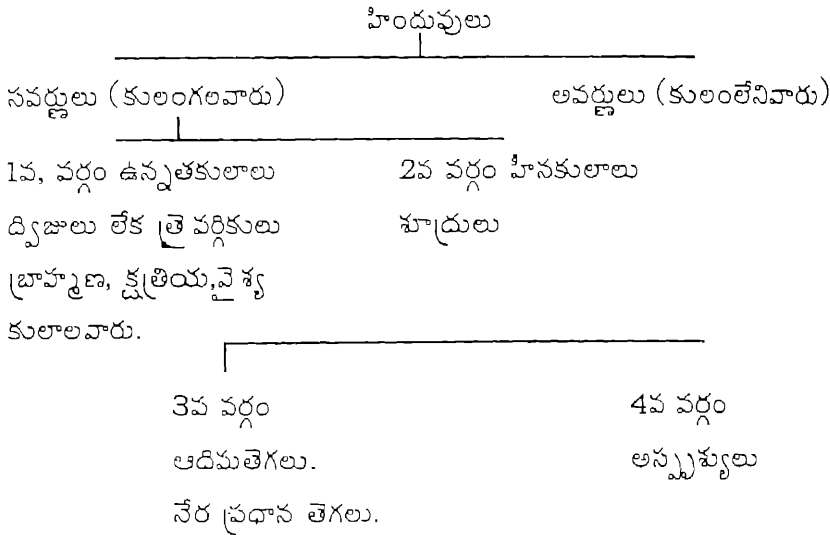 హిందువులు
సవర్ణులు (కులంగలవారు) అవర్ణులు (కులంలేనివారు)
1వ, వర్గం ఉన్నతకులాలు 2వ వర్గం హీనకులాలు
ద్విజులు లేక త్రై వర్గికులు శూద్రులు
బ్రాహ్మణ, క్షత్రియ,వైశ్య
కులాలవారు.
3వ వర్గం 4వ వర్గం
ఆదిమతెగలు. అస్పృశ్యులు
నేర ప్రధాన తెగలు.